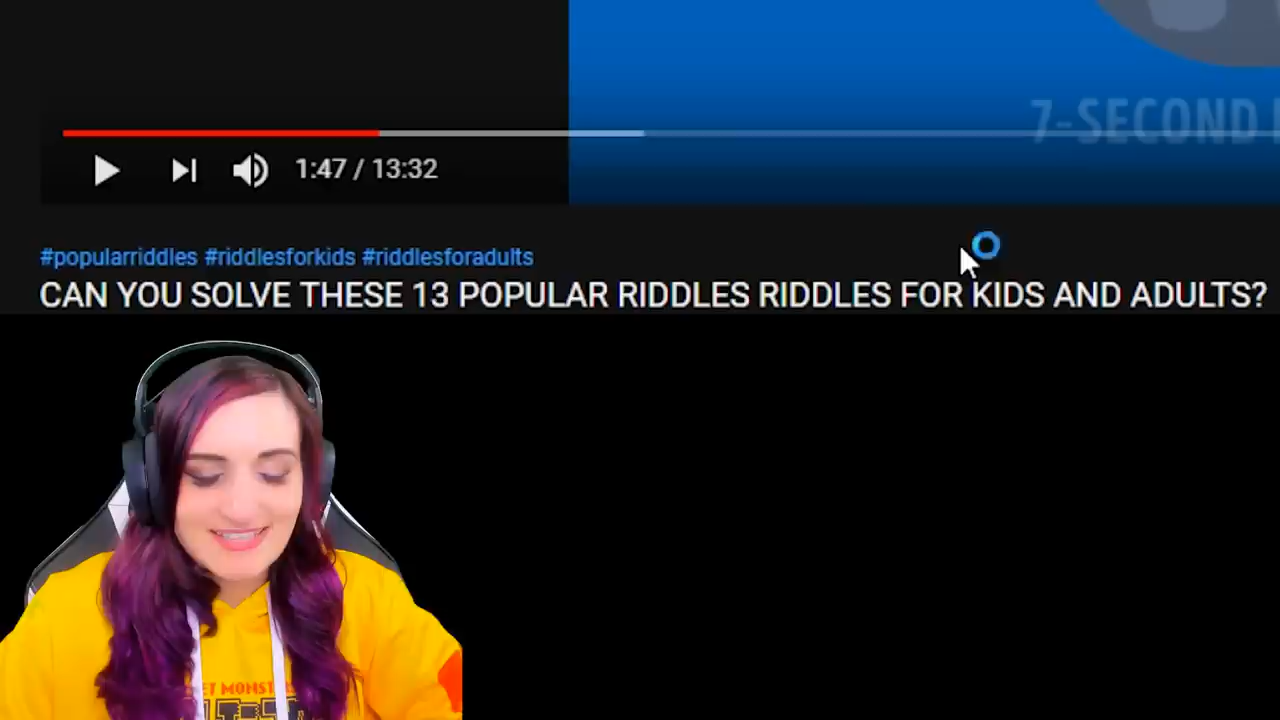 7-SECOND
1:47 / 13:32
#popularriddles #riddlesforkids #riddlesforadults
CAN YOU SOLVE THESE 13 POPULAR RIDDLES RIDDLES FOR KIDS AND ADULTS?